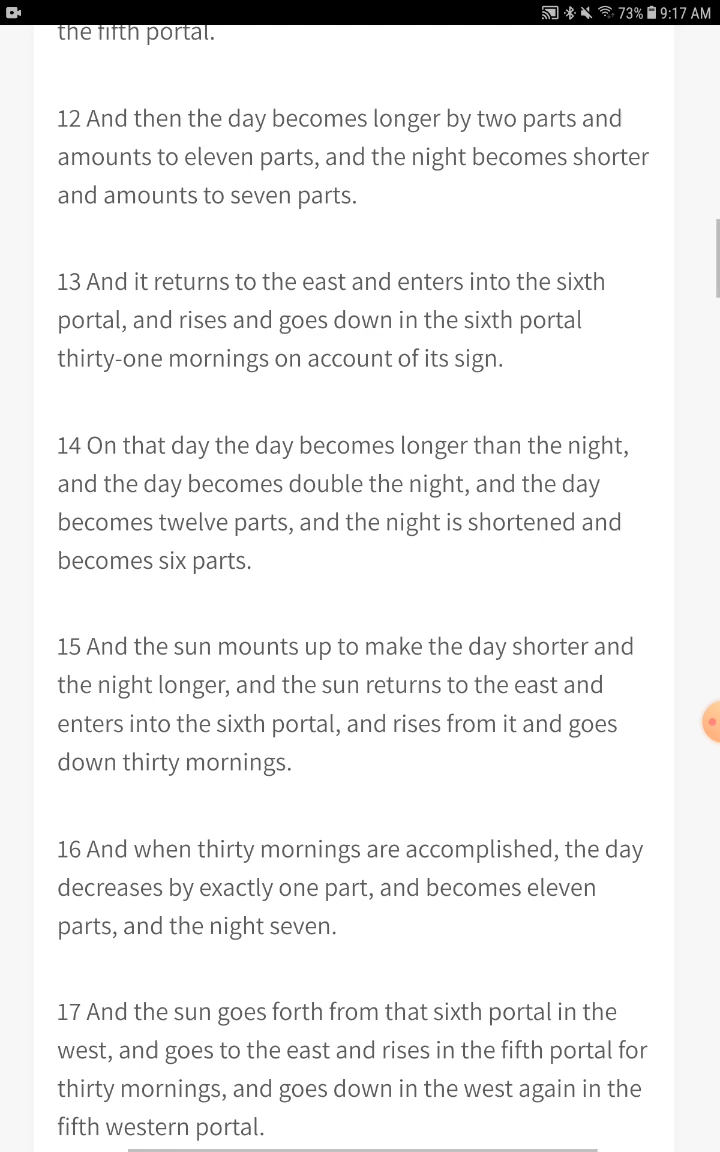 73% 9:17 AM
the fifth portal.
12 And then the day becomes longer by two parts and
amounts to eleven parts, and the night becomes shorter
and amounts to seven parts.
13 And it returns to the east and enters into the sixth
portal, and rises and goes down in the sixth portal
thirty-one mornings on account of its sign.
14 On that day the day becomes longer than the night,
and the day becomes double the night, and the day
becomes twelve parts, and the night is shortened and
becomes six parts.
15 And the sun mounts up to make the day shorter and
the night longer, and the sun returns to the east and
enters into the sixth portal, and rises from it and goes
down thirty mornings.
16 And when thirty mornings are accomplished, the day
decreases by exactly one part, and becomes eleven
parts, and the night seven.
17 And the sun goes forth from that sixth portal in the
west, and goes to the east and rises in the fifth portal for
thirty mornings, and goes down in the west again in the
fifth western portal.